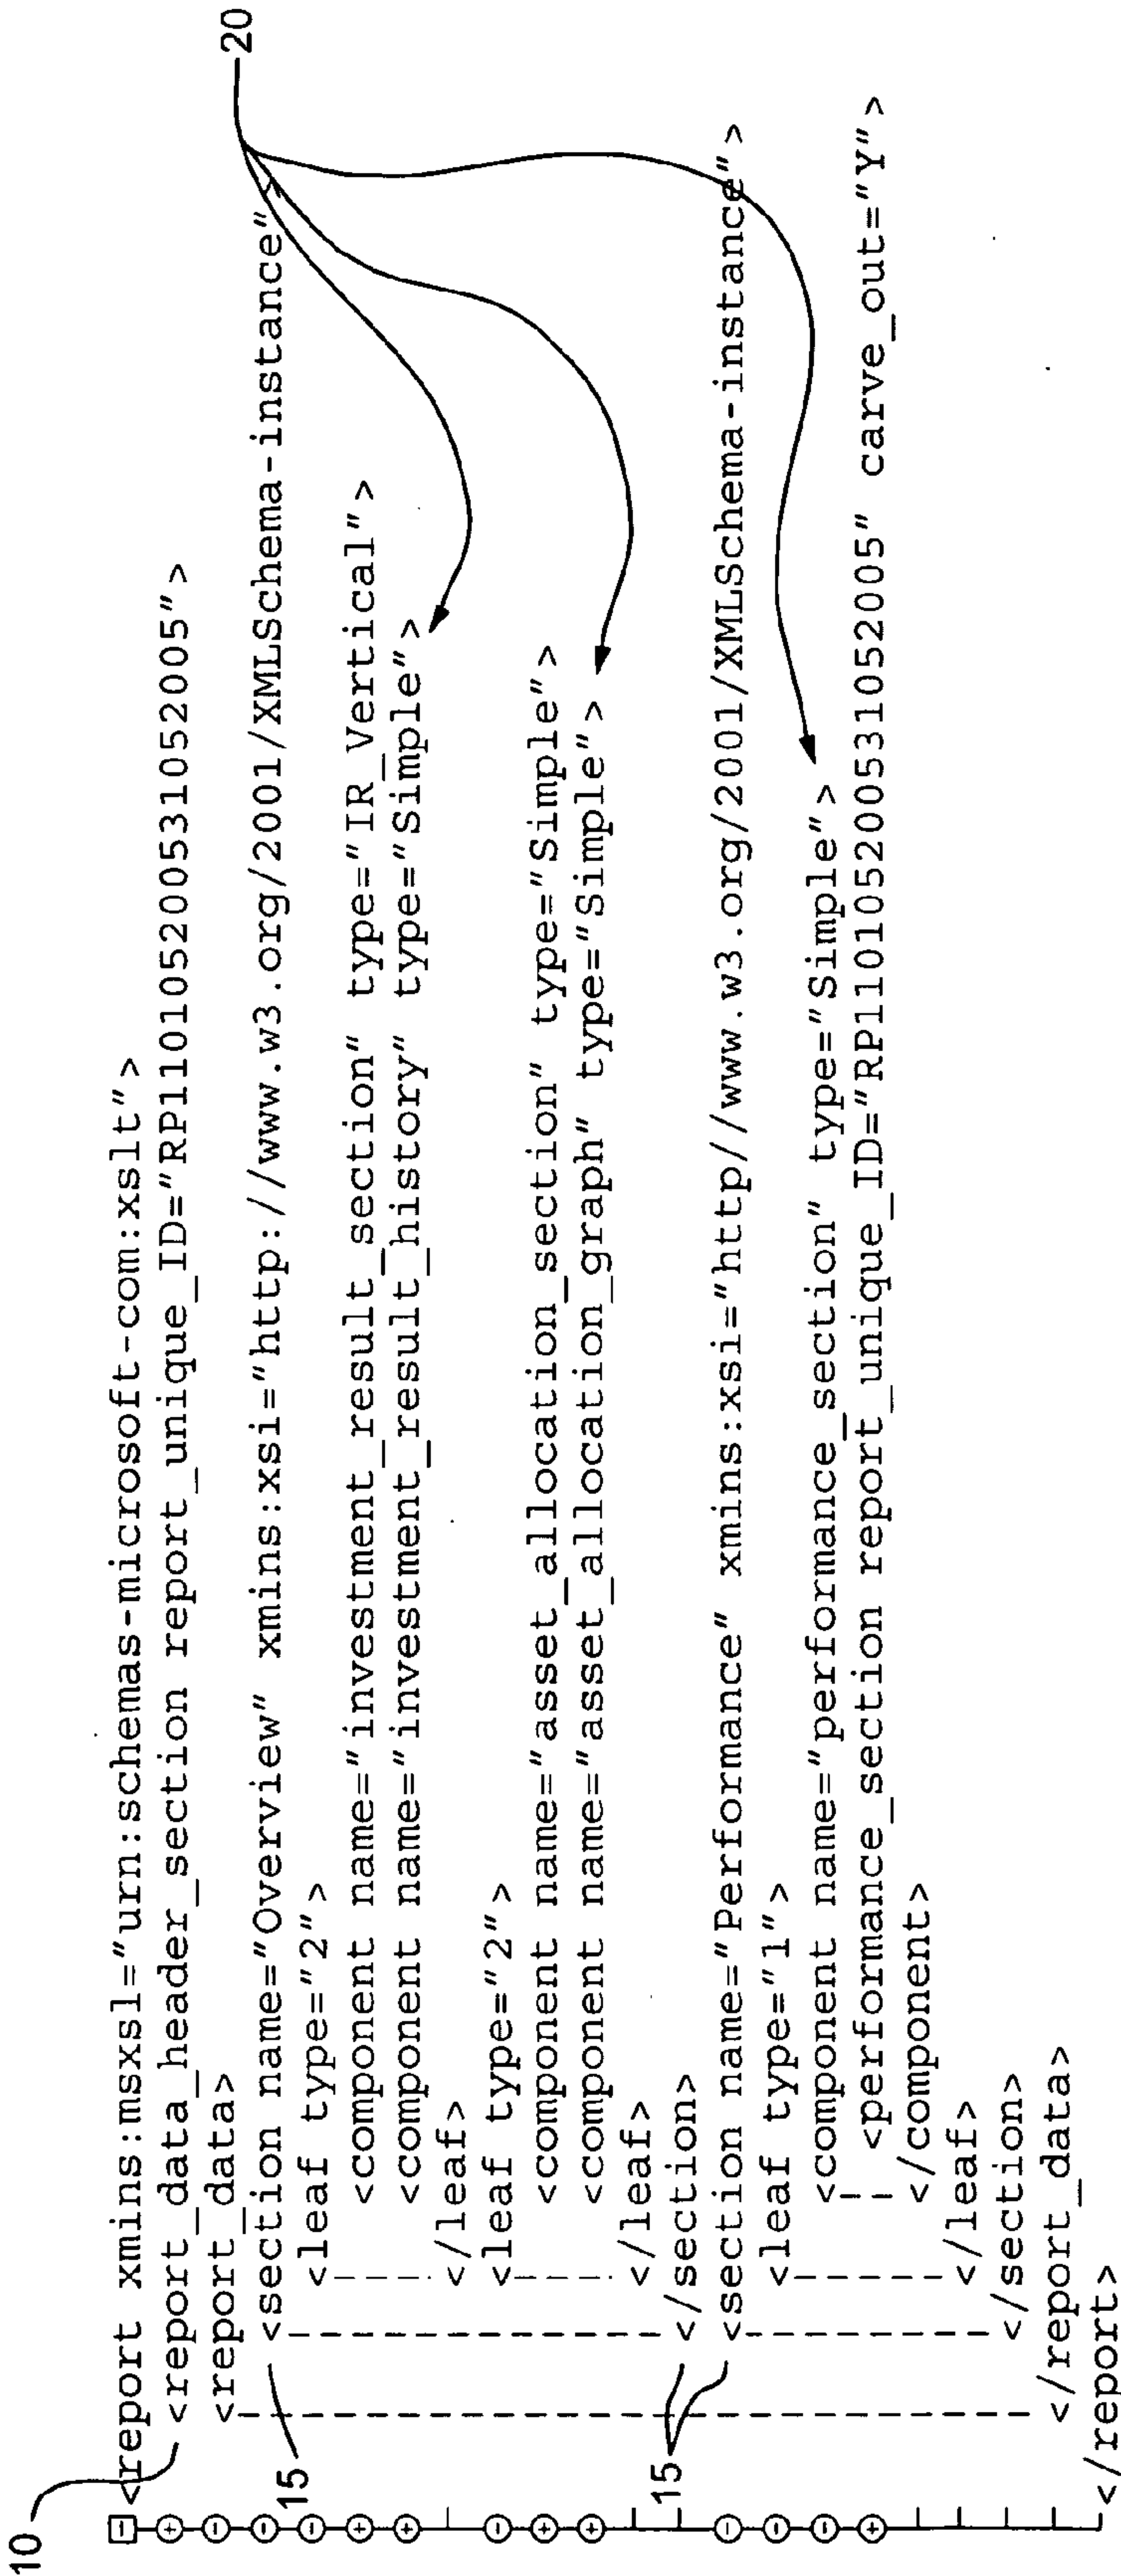 10
<report xmins:msxsl="urn:schemas-microsoft-com:xslt">
<report_data_header_section report_unique_ID="RP110105200531052005">
<report_data>
<section name="Overview" xmins:xsi="http://www.w3.org/2001/XMLSchema-instance"
20
15
<leaf type="2">
<component name="investment_result_section" type="IR_Vertical">
<component name="investment_result_history" type="Simple">
</leaf>
<leaf type="2">
<component name="asset_allocation_section" type="Simple">
<component name="asset_allocation_graph" type="Simple">
</leaf>
</section>
15
<section name="Performance" xmins:xsi="http//www.w3.org/2001/XMLSchema-instance">
<leaf type="1">
<component name="performance_section" type="Simple">
<performance_section report_unique_ID="RP110105200531052005" carve_out="Y">
</component>
</leaf>
</section>
</report_data>
</report>